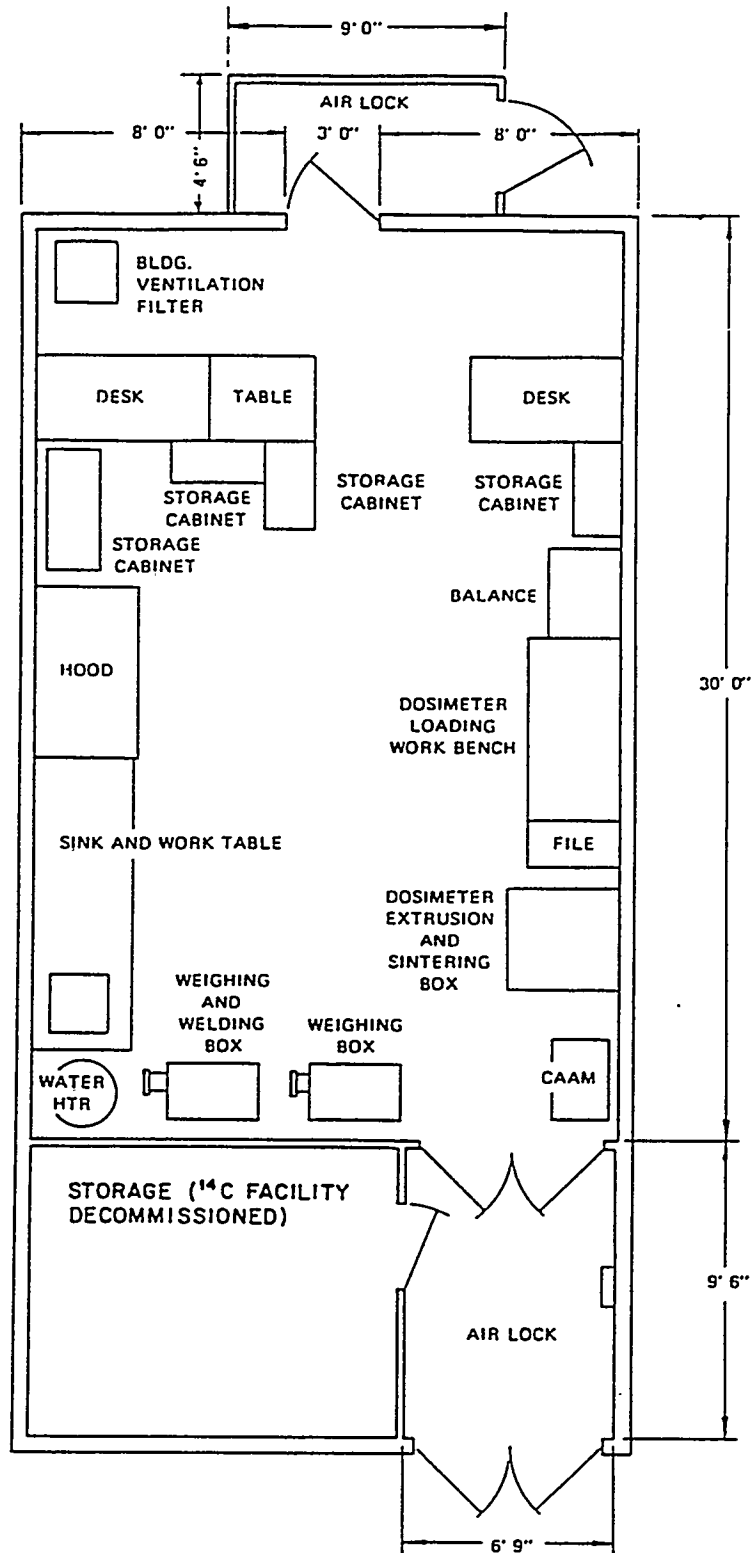 9' 0"
AIR LOCK
8' 0"
3' 0"
8' 0"
4' 6"
BLDG.
VENTILATION
FILTER
DESK
TABLE
DESK
STORAGE
CABINET
STORAGE
CABINET
STORAGE
CABINET
STORAGE
CABINET
BALANCE
HOOD
30' 0"
DOSIMETER
LOADING
WORK BENCH
SINK AND WORK TABLE
FILE
DOSIMETER
EXTRUSION
AND
SINTERING
BOX
WEIGHING
AND
WELDING
BOX
WEIGHING
BOX
WATER
HTR
CAAM
STORAGE (¹⁴C FACILITY
DECOMMISSIONED)
9' 6"
AIR LOCK
6' 9"